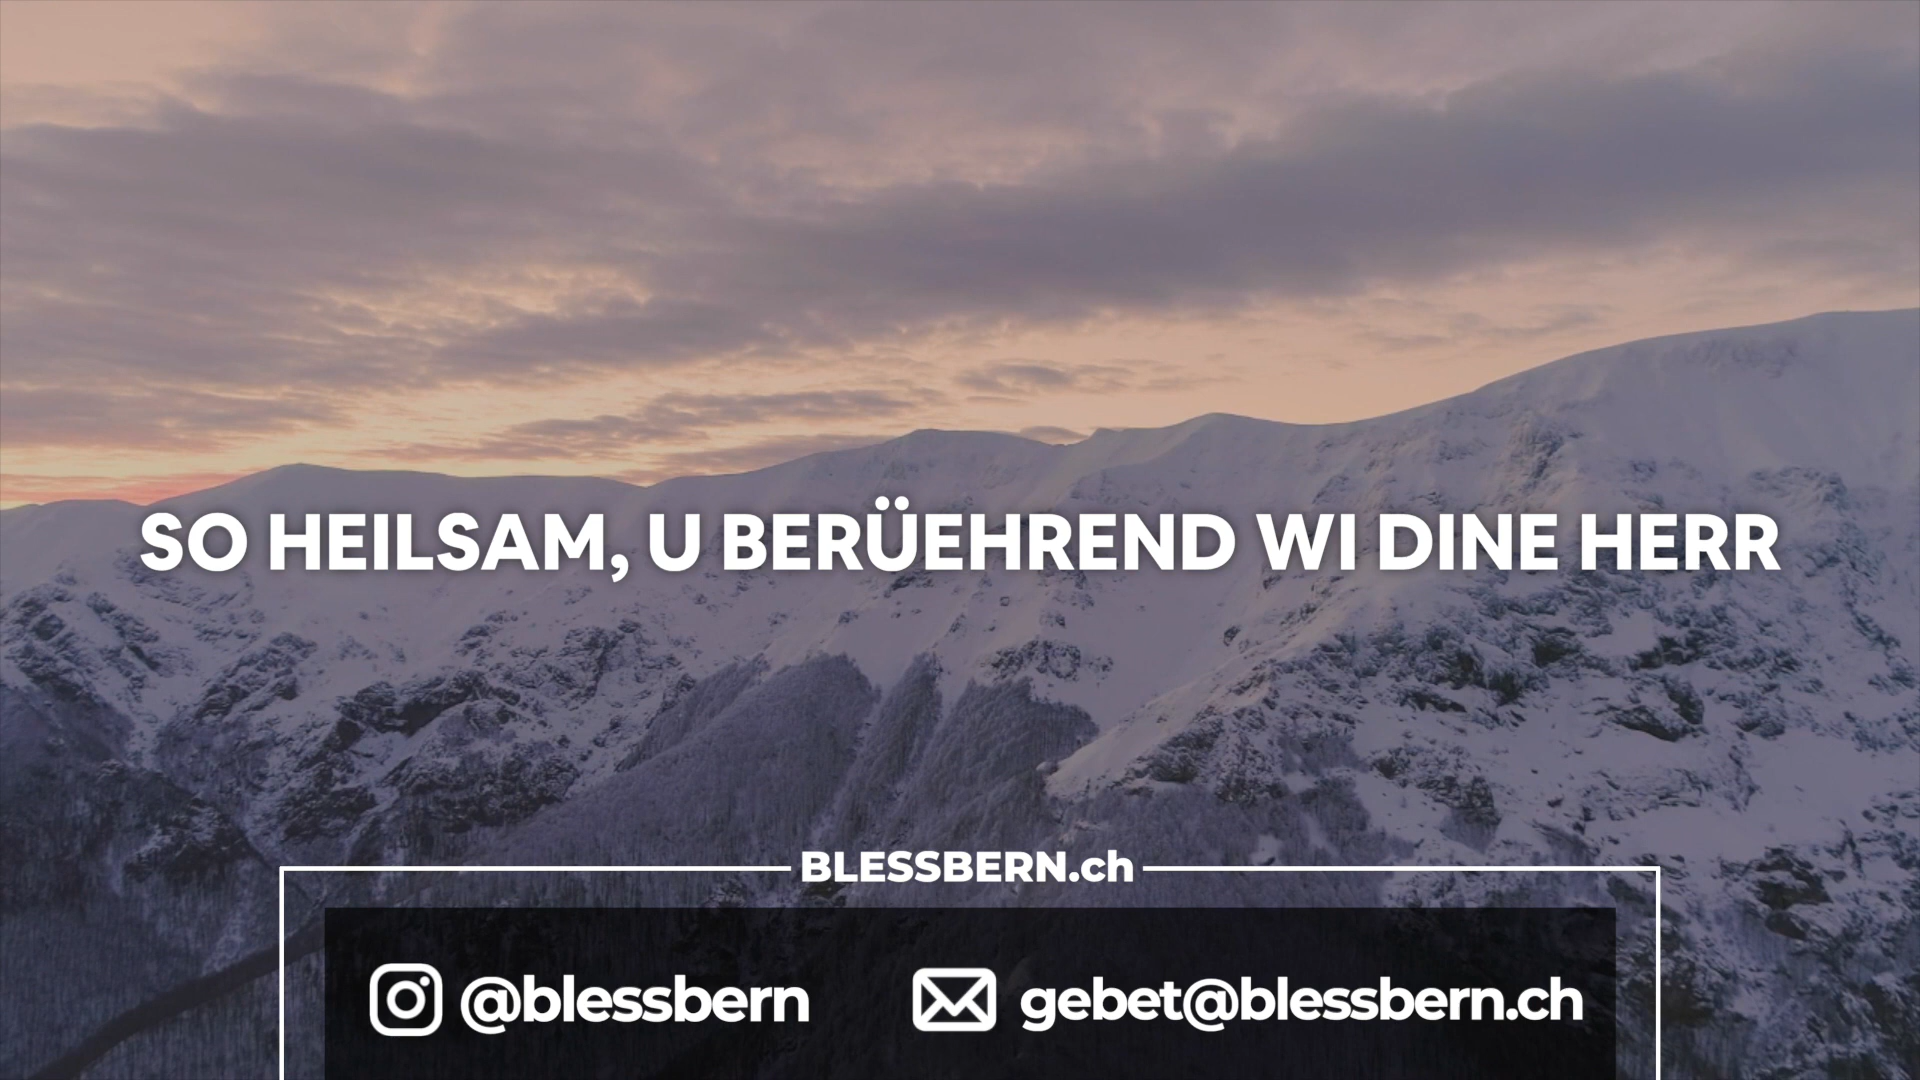 SO HEILSAM, U BERÜEHREND WI DINE HERR
BLESSBERN.ch
@blessbern
gebet@blessbern.ch